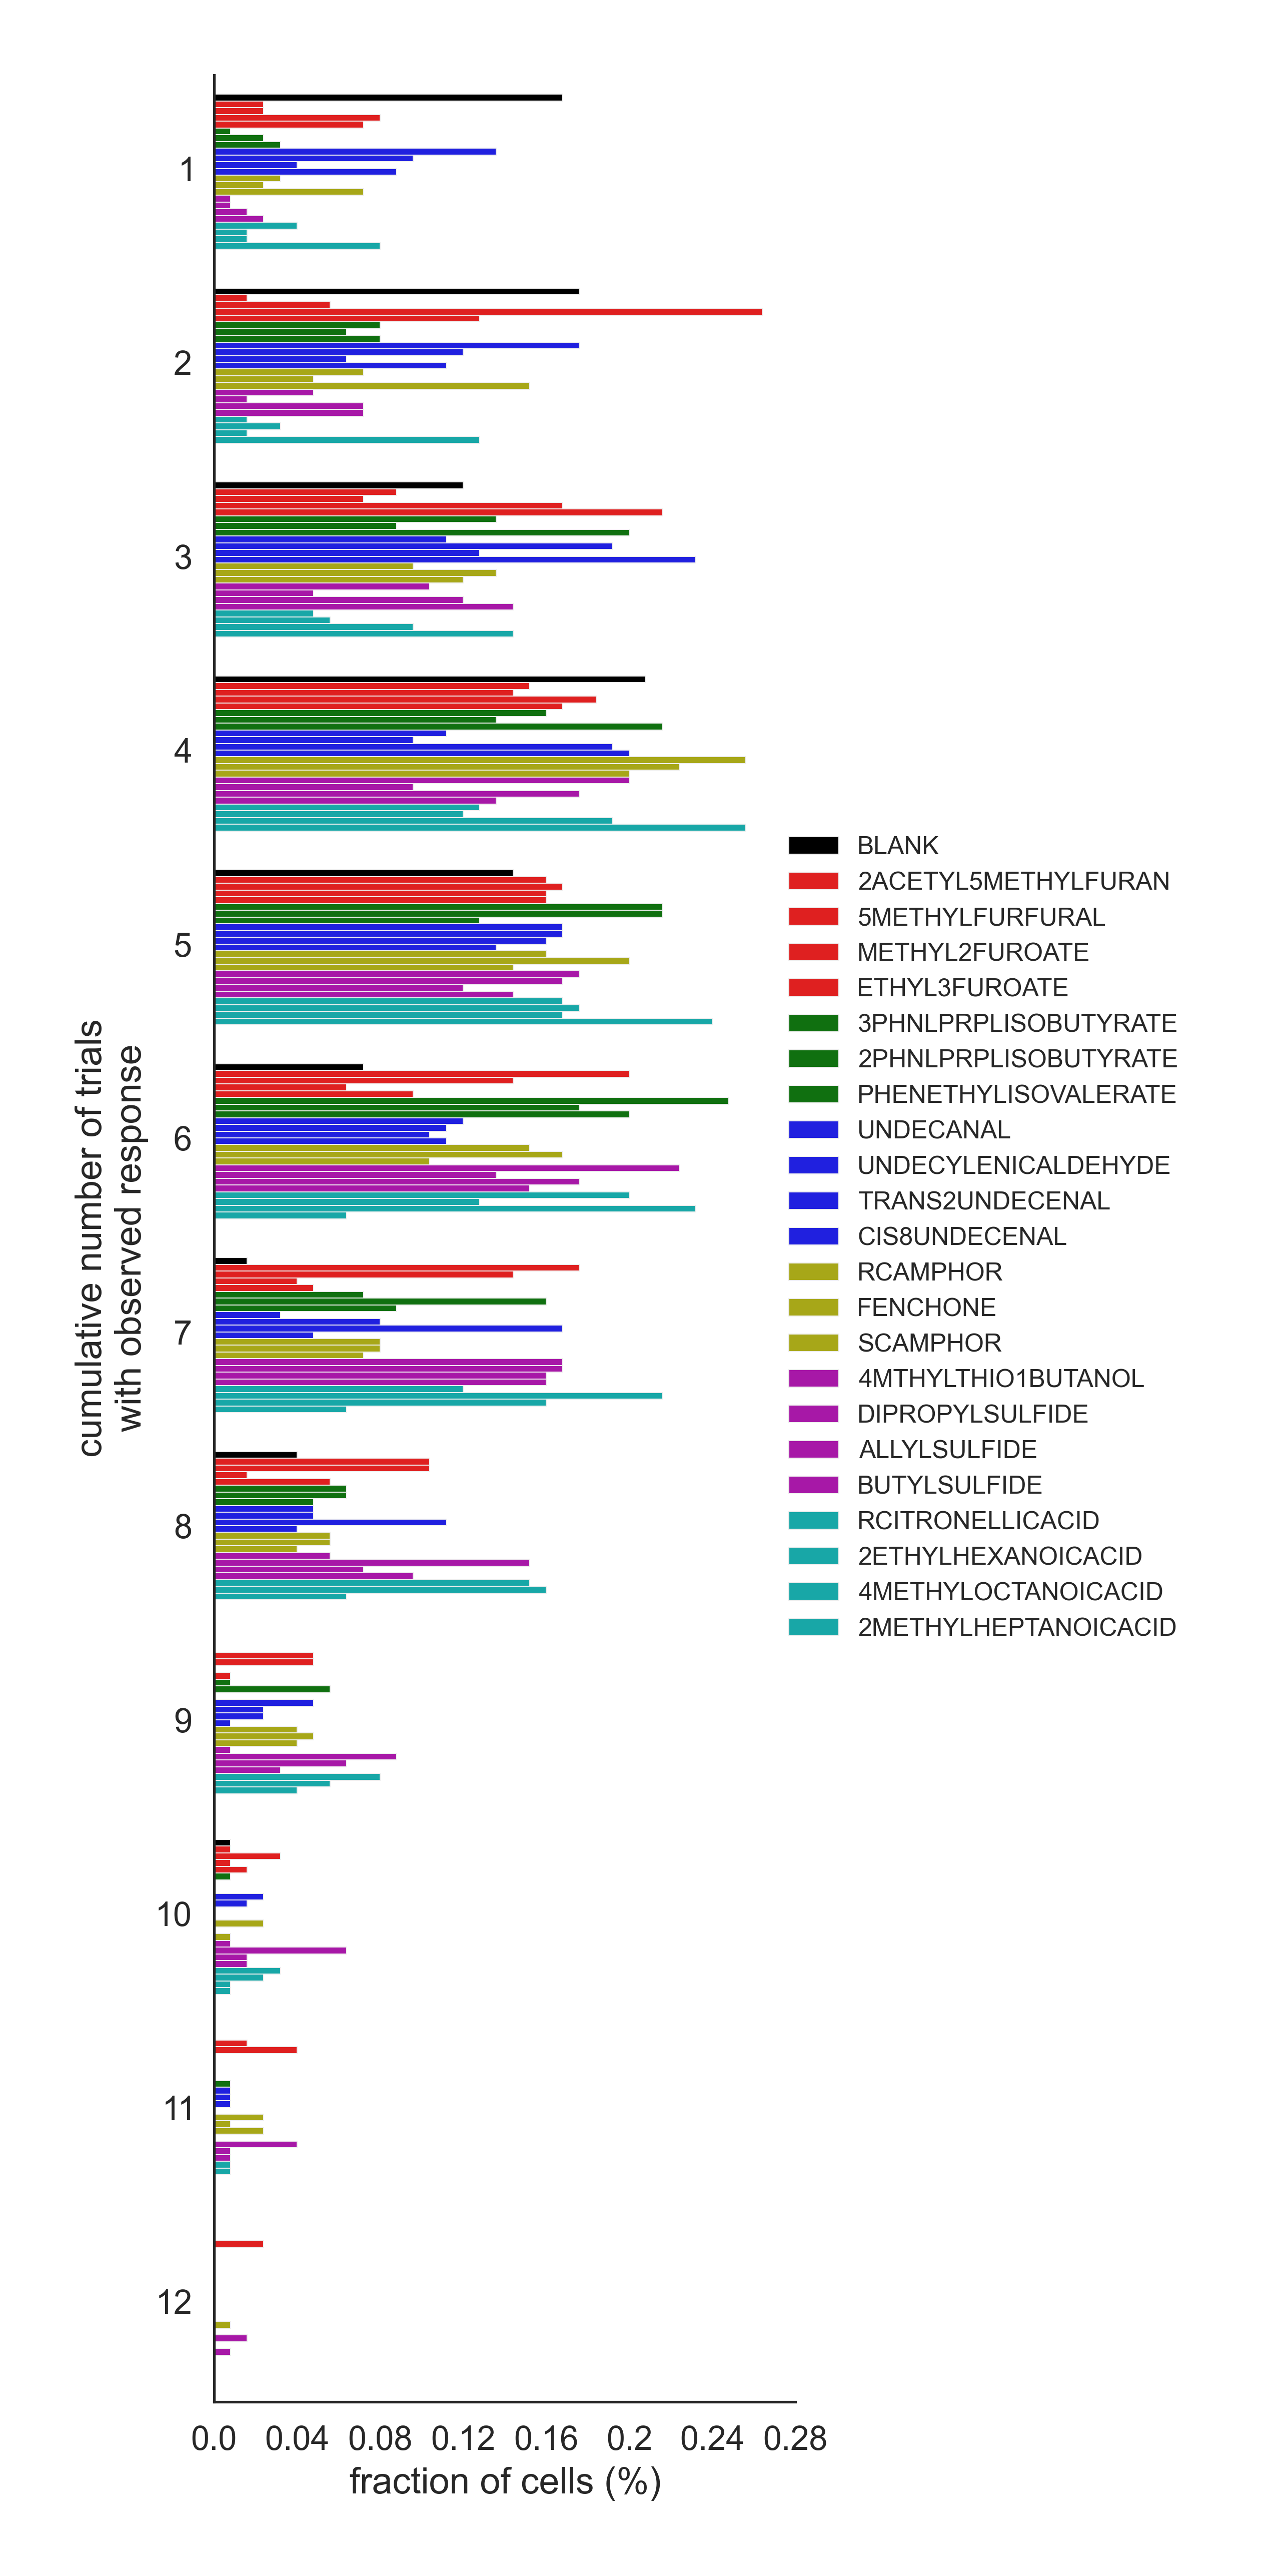 1
2
3
4
5
6
7
8
9
10
11
12
cumulative number of trials
with observed response
BLANK
2ACETYL5METHYLFURAN
5METHYLFURFURAL
METHYL2FUROATE
ETHYL3FUROATE
3PHNLPRPLISOBUTYRATE
2PHNLPRPLISOBUTYRATE
PHENETHYLISOVALERATE
UNDECANAL
UNDECYLENICALDEHYDE
TRANS2UNDECENAL
CIS8UNDECENAL
RCAMPHOR
FENCHONE
SCAMPHOR
4MTHYLTHIO1BUTANOL
DIPROPYLSULFIDE
ALLYLSULFIDE
BUTYLSULFIDE
RCITRONELLICACID
2ETHYLHEXANOICACID
4METHYLOCTANOICACID
2METHYLHEPTANOICACID
0.0 0.04 0.08 0.12 0.16 0.2 0.24 0.28
fraction of cells (%)